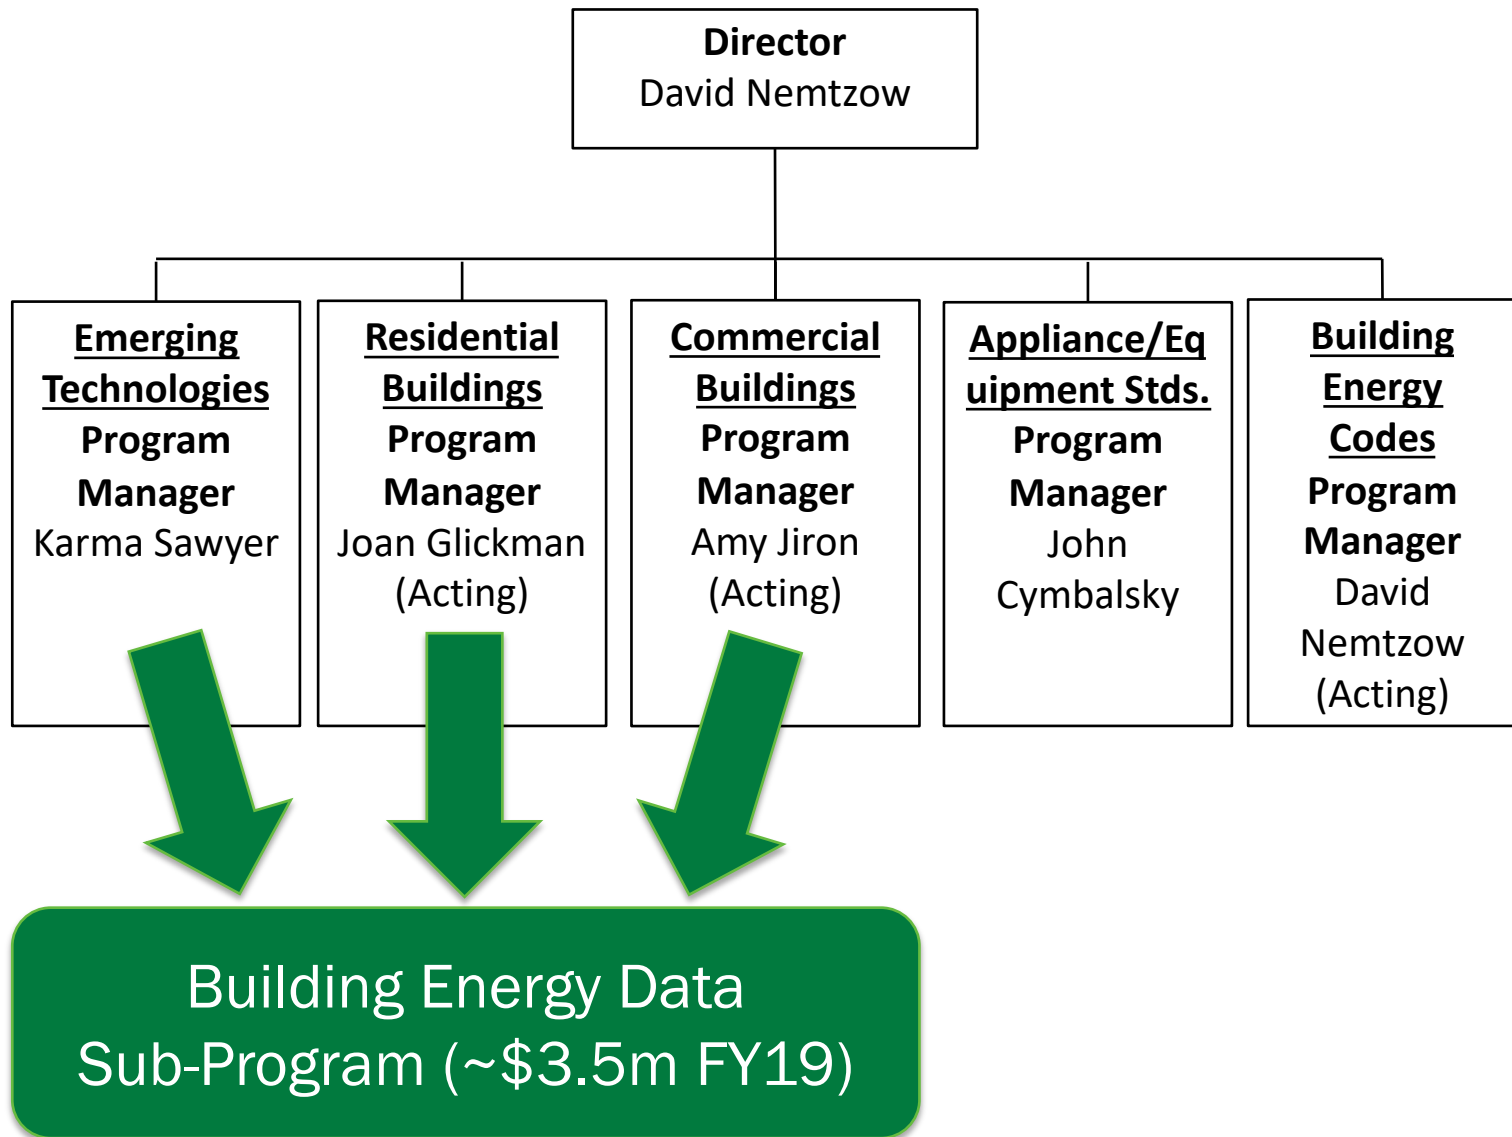 Director
David Nemtzow
Emerging
Technologies
Program
Manager
Karma Sawyer
Residential
Buildings
Program
Manager
Joan Glickman
(Acting)
Commercial
Buildings
Program
Manager
Amy Jiron
(Acting)
Appliance/Eq
uipment Stds.
Program
Manager
John
Cymbalsky
Building
Energy
Codes
Program
Manager
David
Nemtzow
(Acting)
Building Energy Data
Sub-Program (~$3.5m FY19)